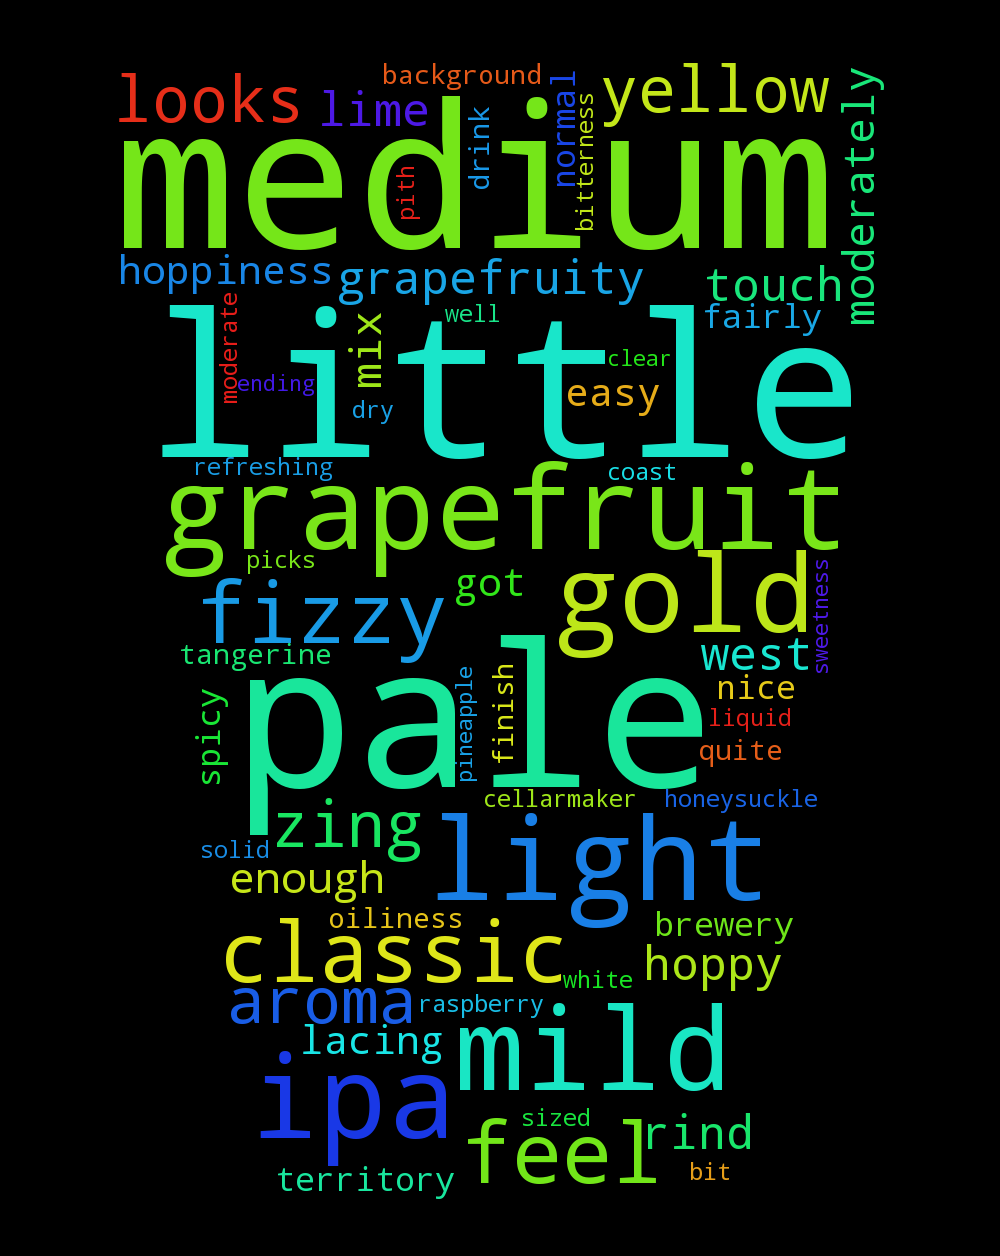 background
looks
lime
yellow
medium
drink
normal
bitterness
pith
moderately
hoppiness
grapefruity
touch
fairly
little
moderate
ending
mix
well
dry
clear
easy
refreshing
coast
grapefruit
picks
got
gold
fizzy
sweetness
tangerine
west
nice
pale
spicy
pineapple
finish
liquid
quite
cellarmaker
honeysuckle
zing
light
solid
enough
oiliness
brewery
classic
hoppy
white
aroma
raspberry
mild
lacing
ipa
sized
feel
rind
territory
bit